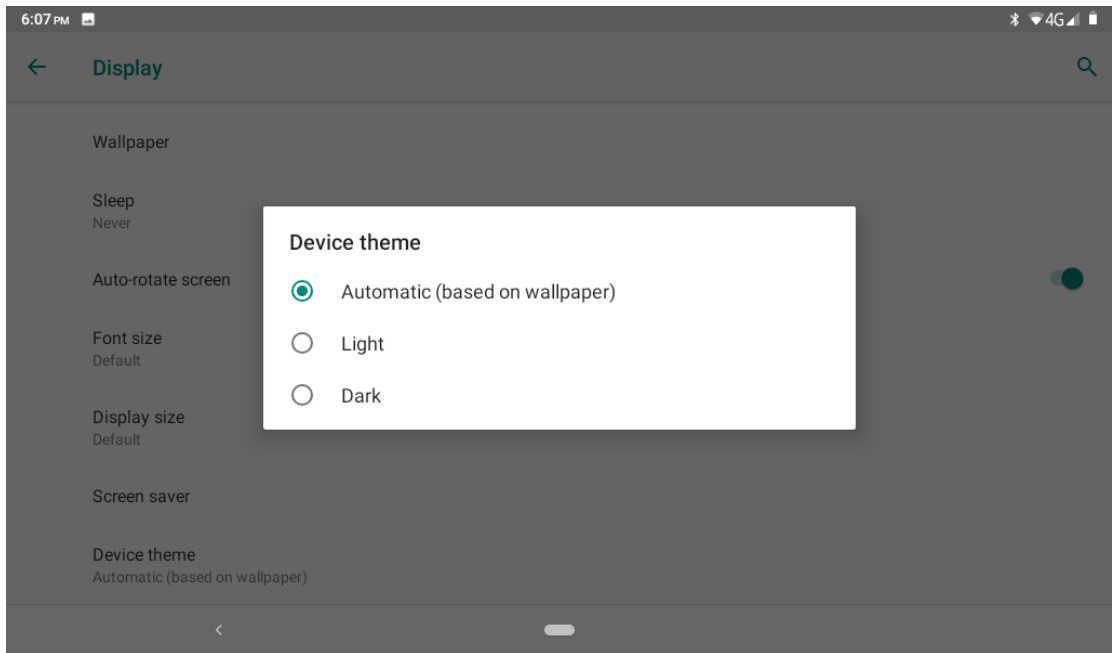 6:07 PM
4G
Display
Wallpaper
Sleep
Never
Auto-rotate screen
Font size
Default
Display size
Default
Screen saver
Device theme
Automatic (based on wallpaper)
Device theme
Automatic (based on wallpaper)
Light
Dark